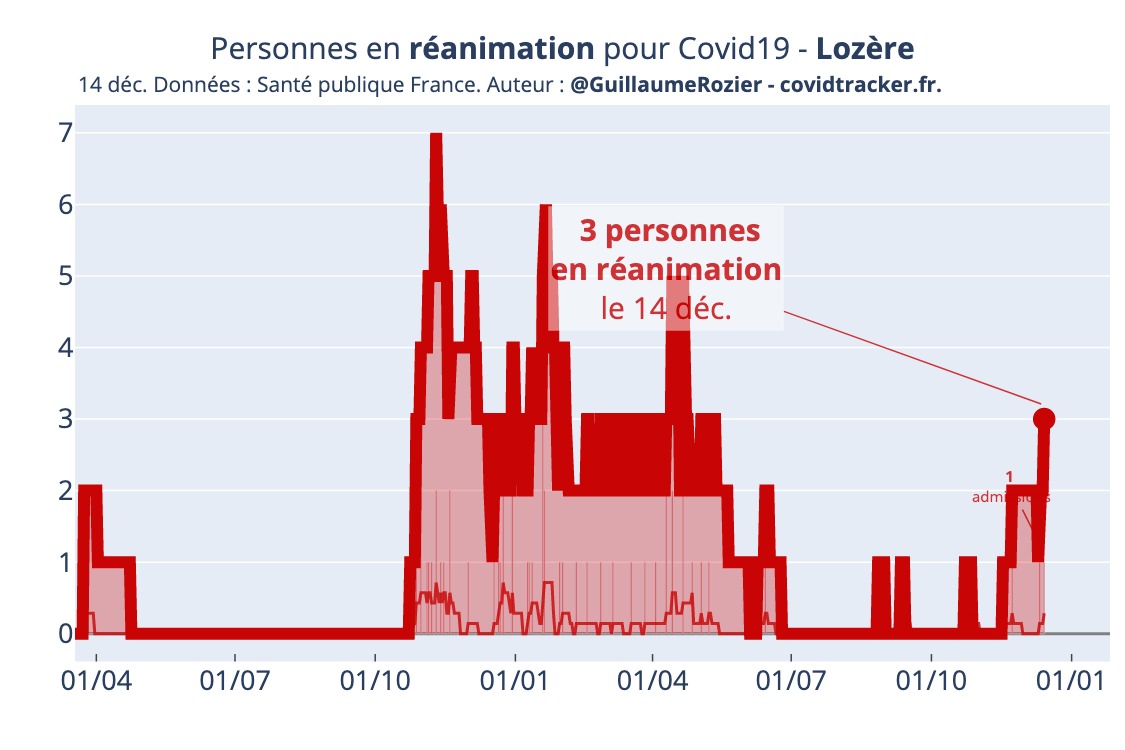 Personnes en réanimation pour Covid19 - Lozère
14 déc. Données : Santé publique France. Auteur : @GuillaumeRozier - covidtracker.fr.
7
6
5
4
3
2
1
0
3 personnes
en réanimation
le 14 déc.
1
admissions
01/04 01/07 01/10 01/01 01/04 01/07 01/10 01/01